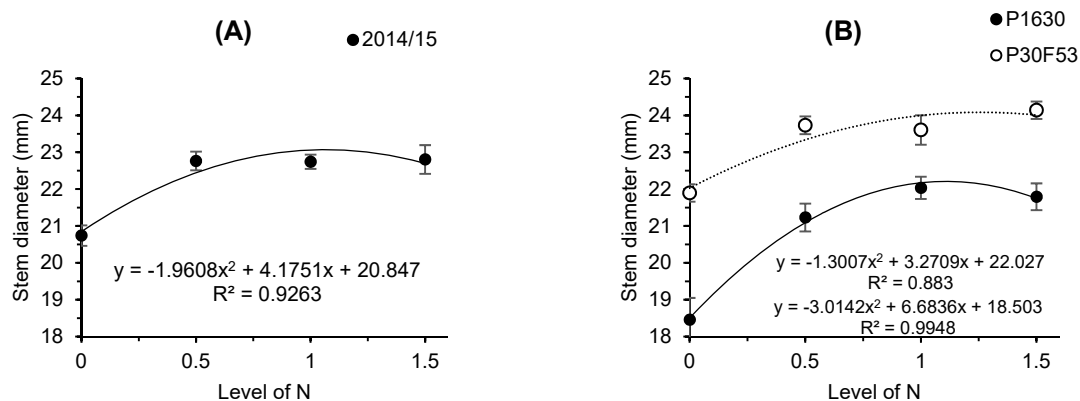 (A)
2014/15
25
24
23
22
21
20
19
18
Stem diameter (mm)
y = -1.9608x² + 4.1751x + 20.847
R² = 0.9263
0 0.5 1 1.5
Level of N
(B)
P1630
P30F53
25
24
23
22
21
20
19
18
Stem diameter (mm)
y = -1.3007x² + 3.2709x + 22.027
R² = 0.883
y = -3.0142x² + 6.6836x + 18.503
R² = 0.9948
0 0.5 1 1.5
Level of N